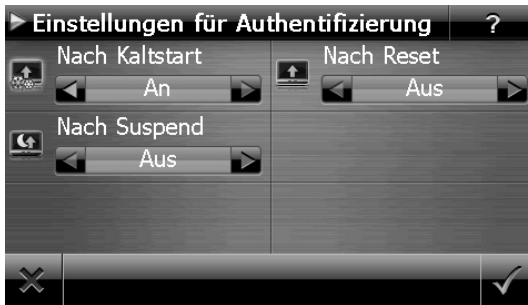 Einstellungen für Authentifizierung ?
Nach Kaltstart
An
Nach Reset
Aus
Nach Suspend
Aus